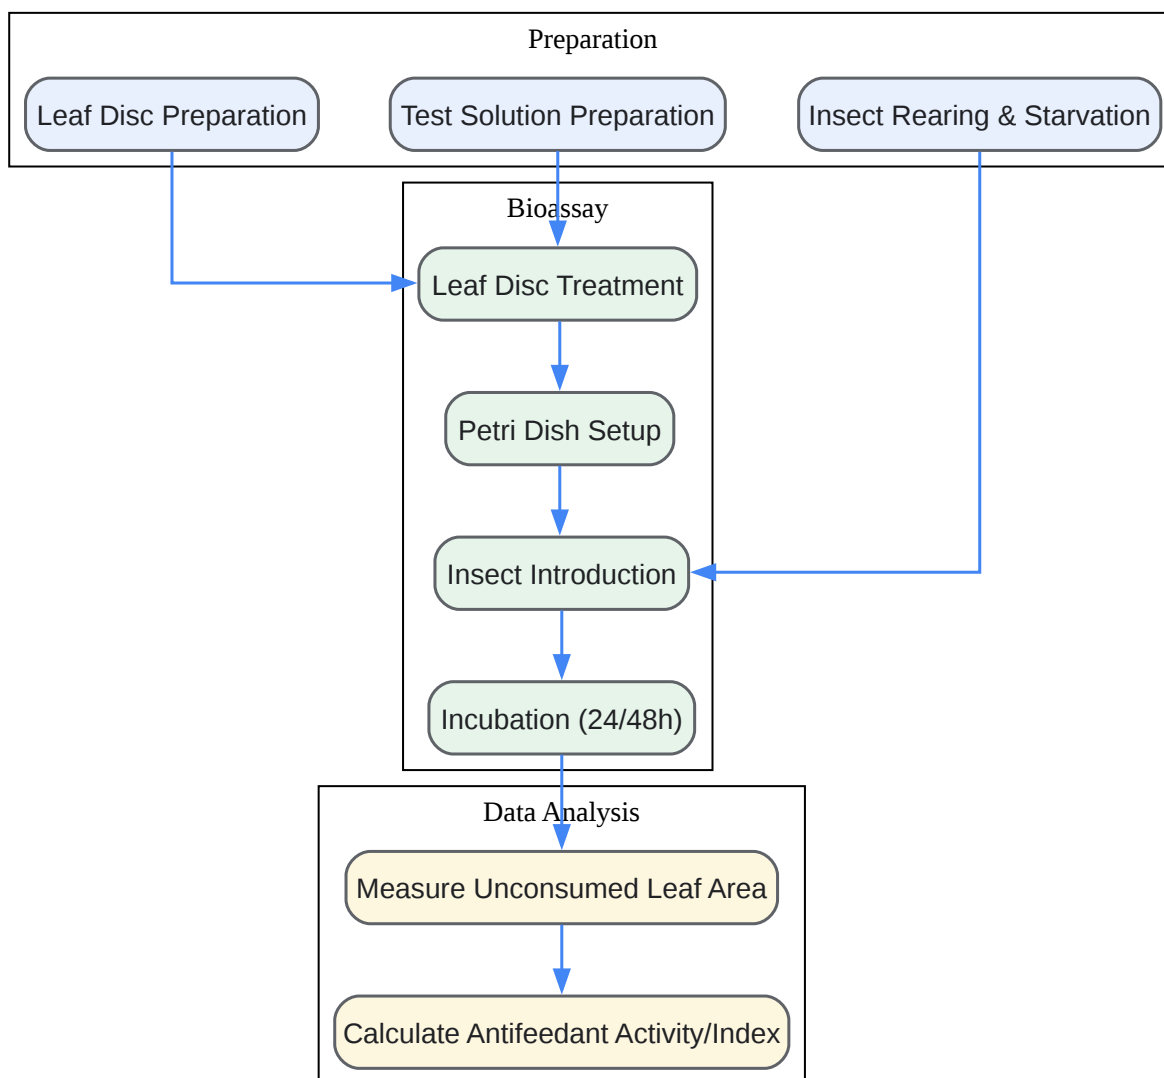 Preparation
Leaf Disc Preparation
Test Solution Preparation
Insect Rearing & Starvation
Bioassay
Leaf Disc Treatment
Petri Dish Setup
Insect Introduction
Incubation (24/48h)
Data Analysis
Measure Unconsumed Leaf Area
Calculate Antifeedant Activity/Index